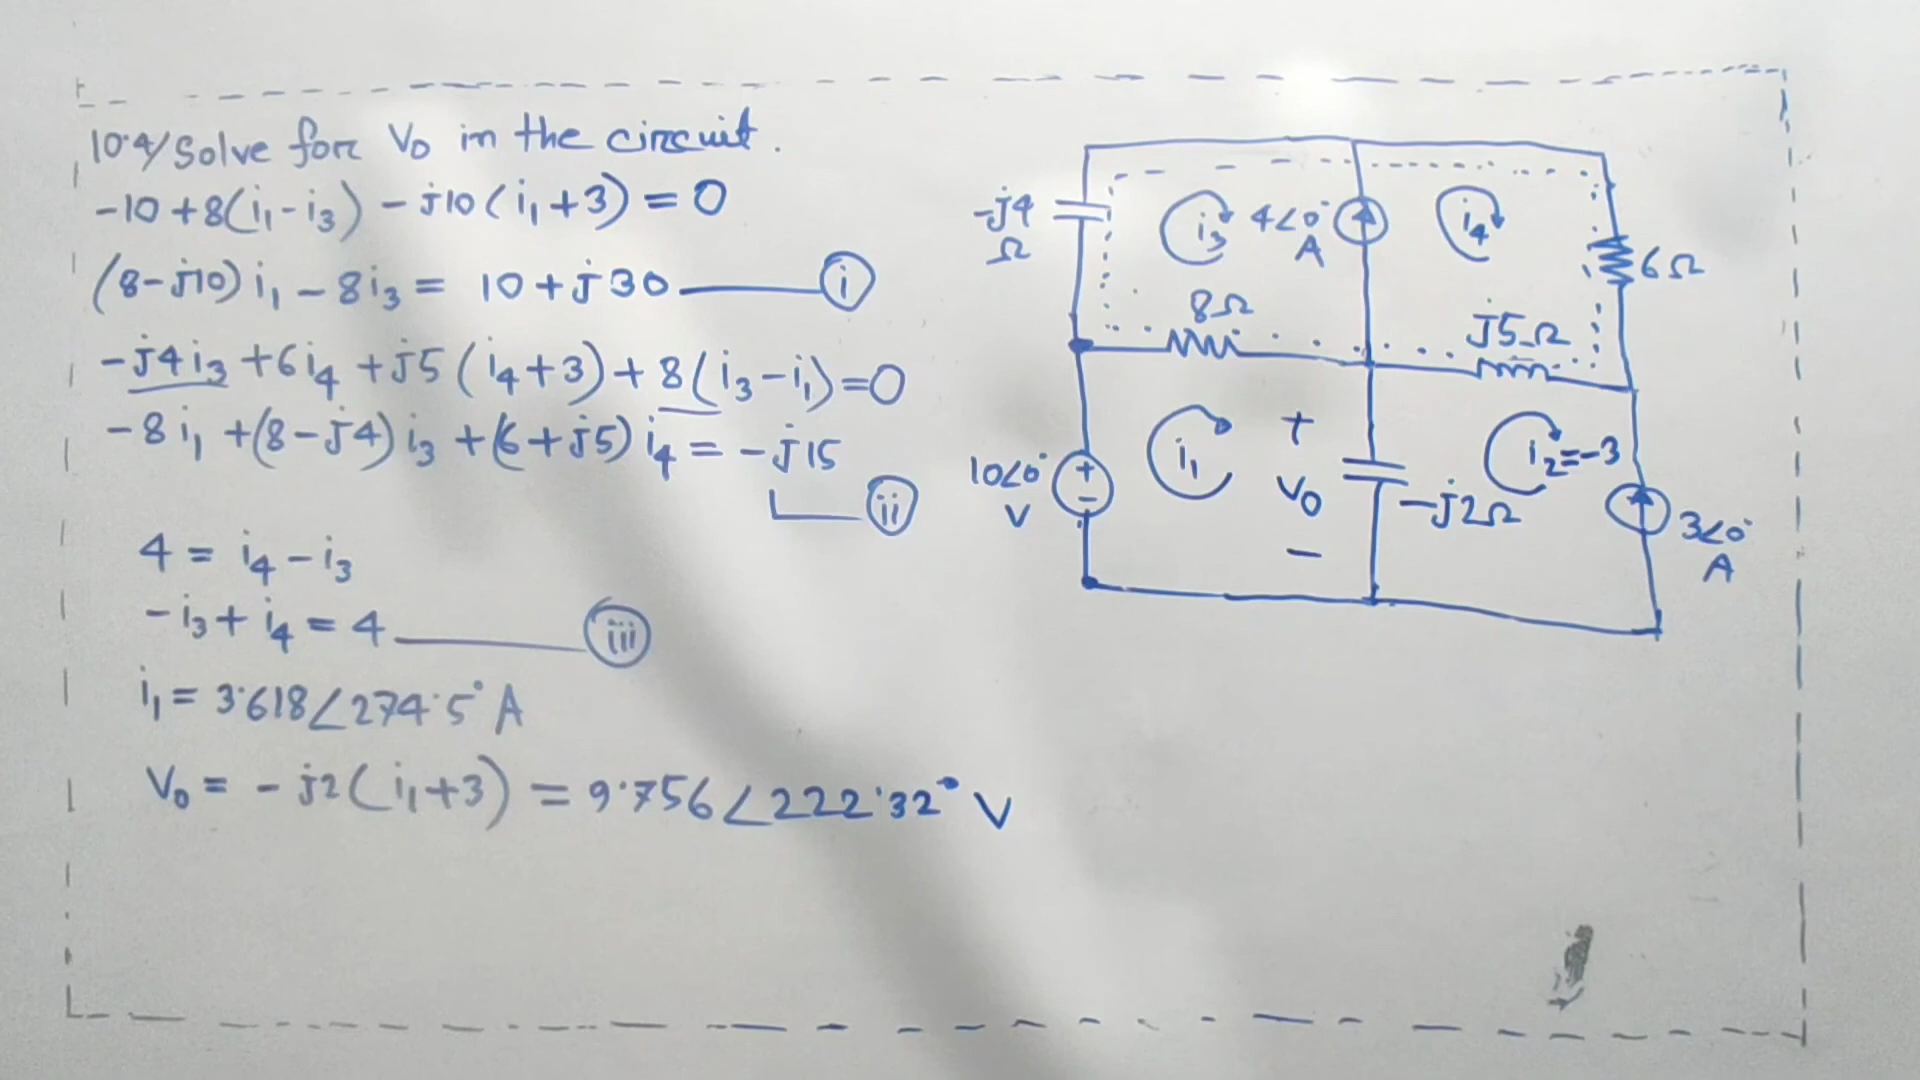 10.4/ Solve for V₀ in the circuit.
-10 + 8(i₁ - i₃) - j10(i₁ + 3) = 0
(8 - j10) i₁ - 8i₃ = 10 + j30 (i)
-j4i₃ + 6i₄ + j5(i₄ + 3) + 8(i₃ - i₁) = 0
-8i₁ + (8 - j4) i₃ + (6 + j5) i₄ = -j15
(ii)
4 = i₄ - i₃
-i₃ + i₄ = 4 (iii)
i₁ = 3.618∠274.5° A
V₀ = -j2(i₁ + 3) = 9.756∠222.32° V
-j4 Ω
i₃
4∠0° A
i₄
6Ω
8Ω
j5Ω
10∠0° V
+ -
i₁
+ V₀ -
-j2Ω
i₂ = -3
3∠0° A